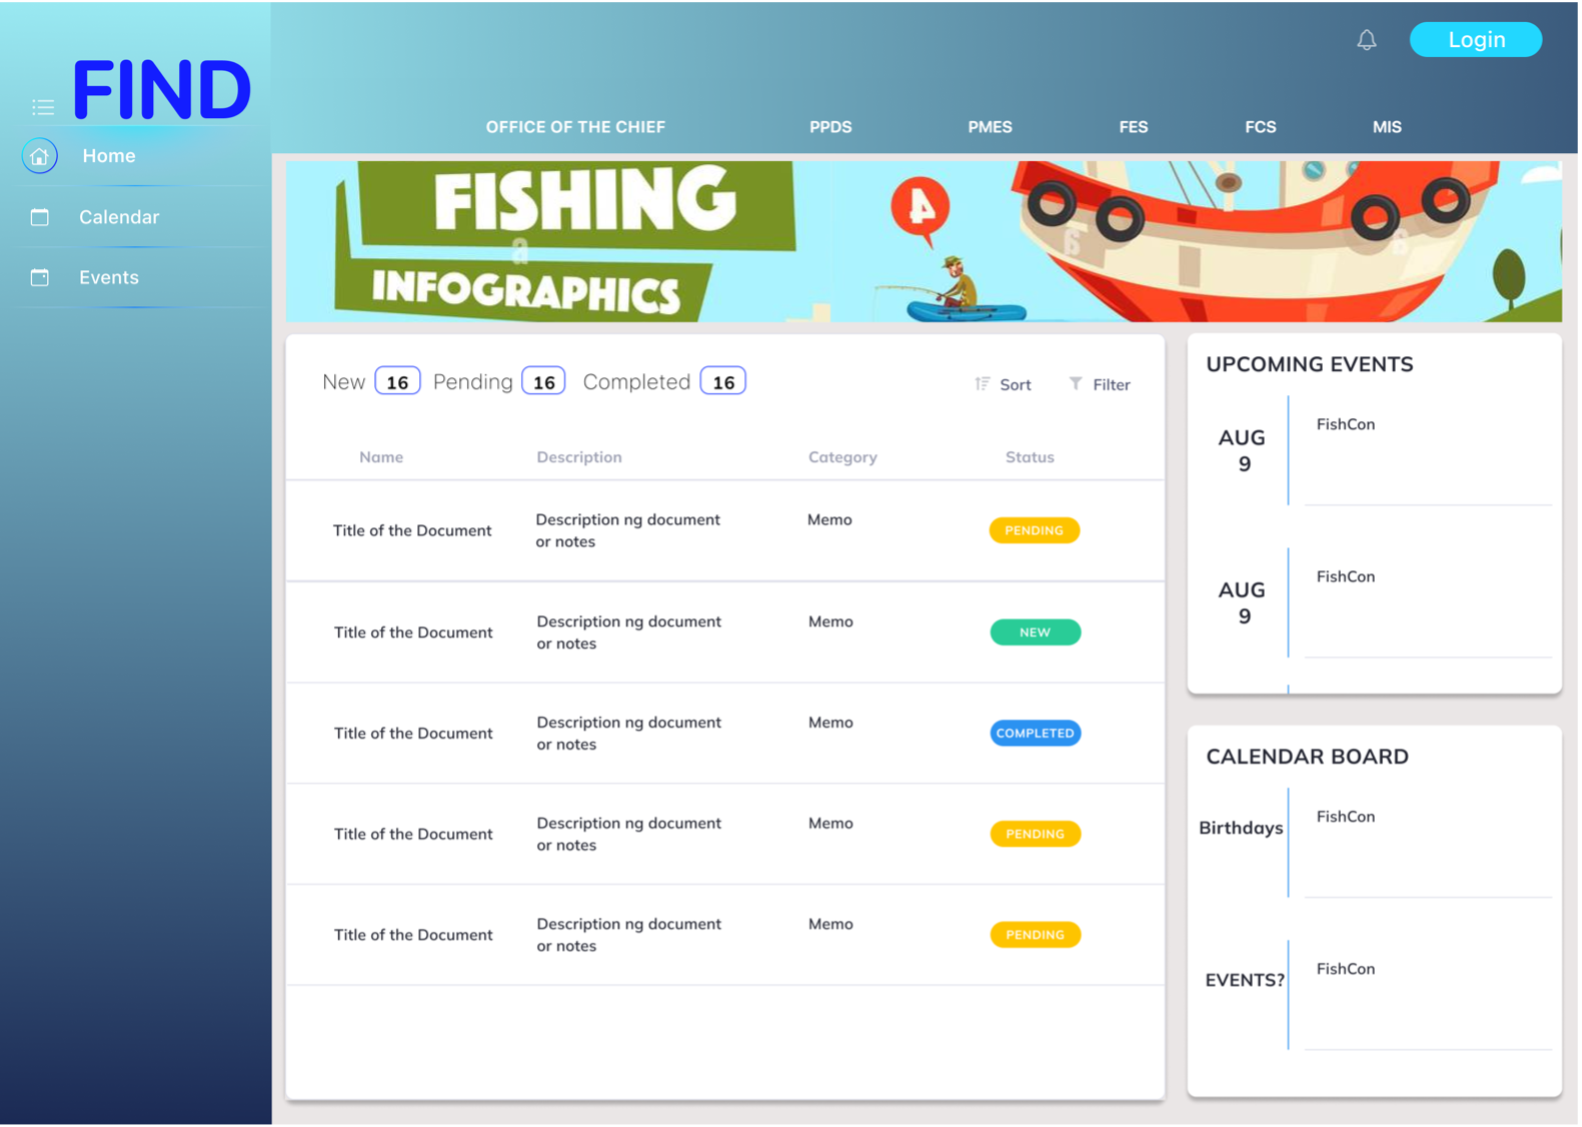 FIND
Home
Calendar
Events
Login
OFFICE OF THE CHIEF PPDS PMES FES FCS MIS
FISHING
INFOGRAPHICS
New 16 Pending 16 Completed 16
Sort Filter
Name Description Category Status
Title of the Document
Description ng document
or notes
Memo
PENDING
Title of the Document
Description ng document
or notes
Memo
NEW
Title of the Document
Description ng document
or notes
Memo
COMPLETED
Title of the Document
Description ng document
or notes
Memo
PENDING
Title of the Document
Description ng document
or notes
Memo
PENDING
UPCOMING EVENTS
AUG
9
FishCon
AUG
9
FishCon
CALENDAR BOARD
Birthdays
FishCon
EVENTS?
FishCon